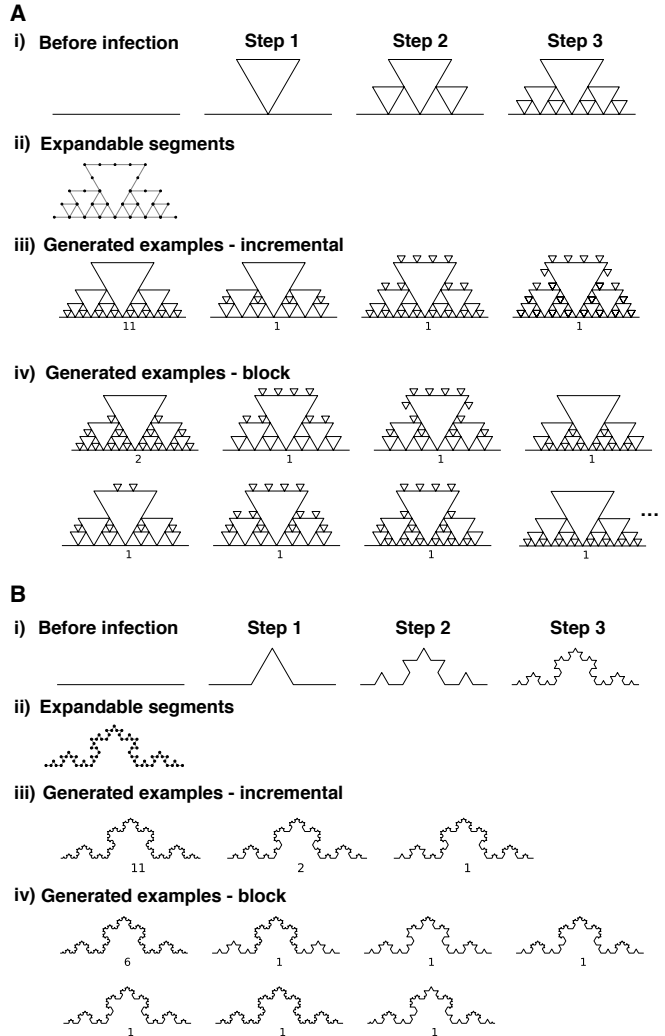 A
i) Before infection Step 1 Step 2 Step 3
ii) Expandable segments
iii) Generated examples - incremental
11 1 1 1
iv) Generated examples - block
2 1 1 1
...
1 1 1 1
B
i) Before infection Step 1 Step 2 Step 3
ii) Expandable segments
iii) Generated examples - incremental
11 2 1
iv) Generated examples - block
6 1 1 1
1 1 1